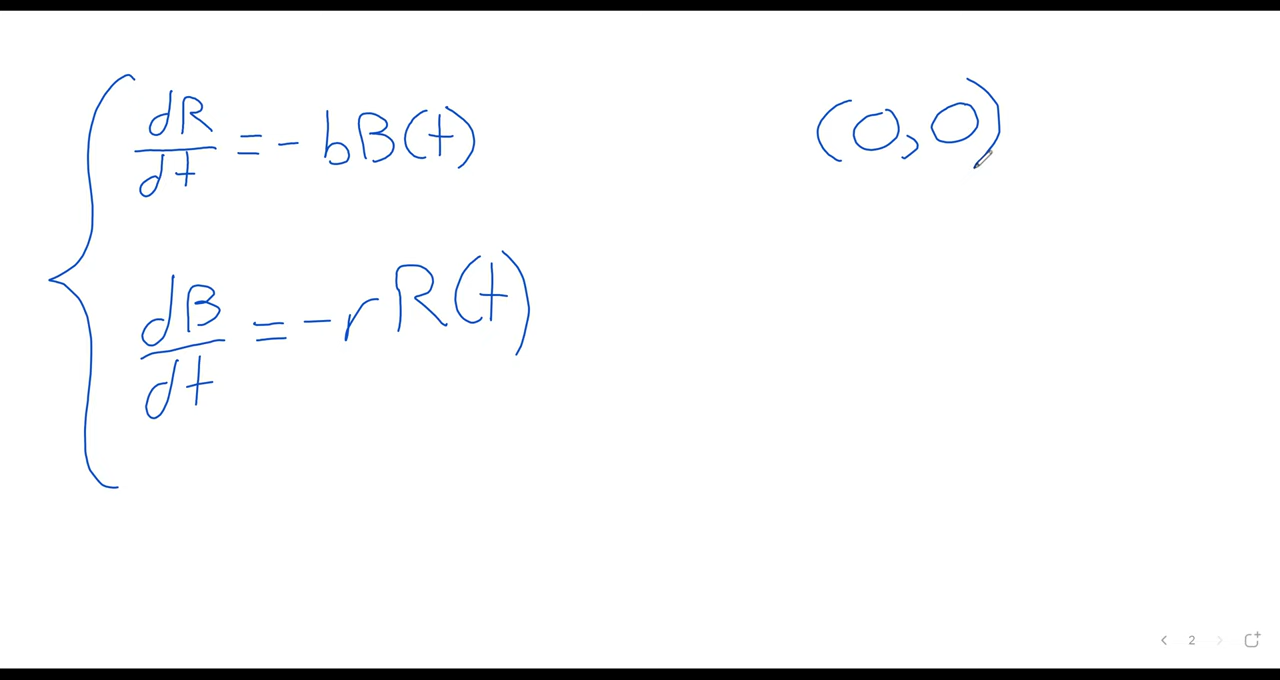 dR/dt = - bB(t)
(0,0)
dB/dt = -rR(t)
2